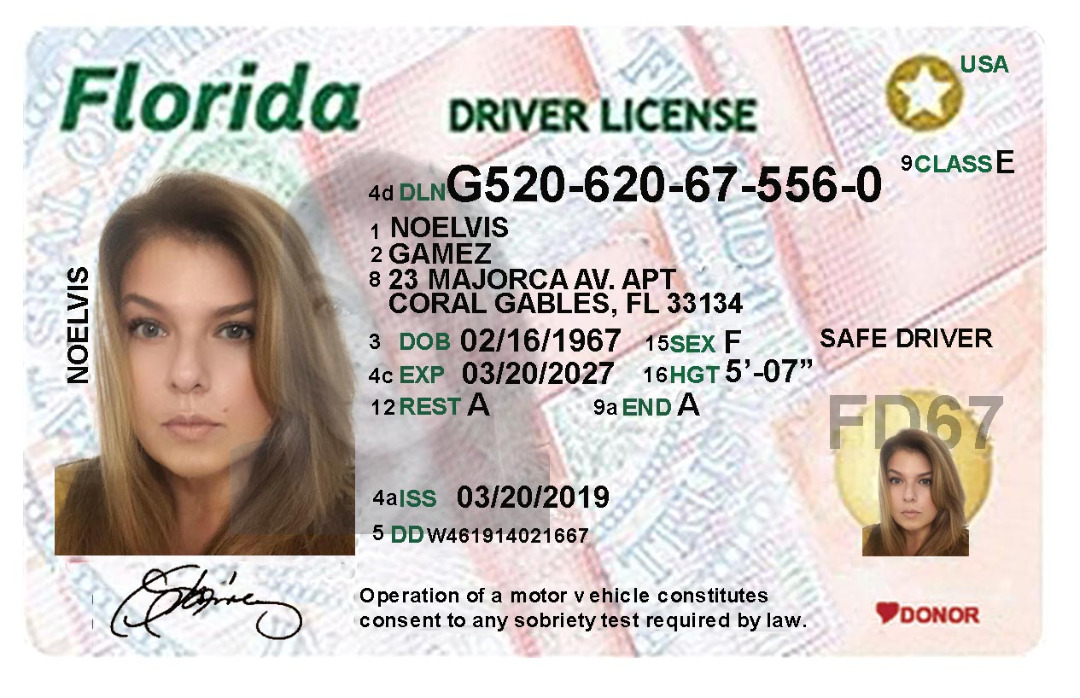 Florida
DRIVER LICENSE
USA
9 CLASS E
4d DLN G520-620-67-556-0
1 NOELVIS
2 GAMEZ
8 23 MAJORCA AV. APT
CORAL GABLES, FL 33134
3 DOB 02/16/1967 15 SEX F
SAFE DRIVER
4c EXP 03/20/2027 16 HGT 5'-07”
12 REST A 9a END A
FD67
NOELVIS
4a ISS 03/20/2019
5 DD W461914021667
Operation of a motor vehicle constitutes
consent to any sobriety test required by law.
DONOR